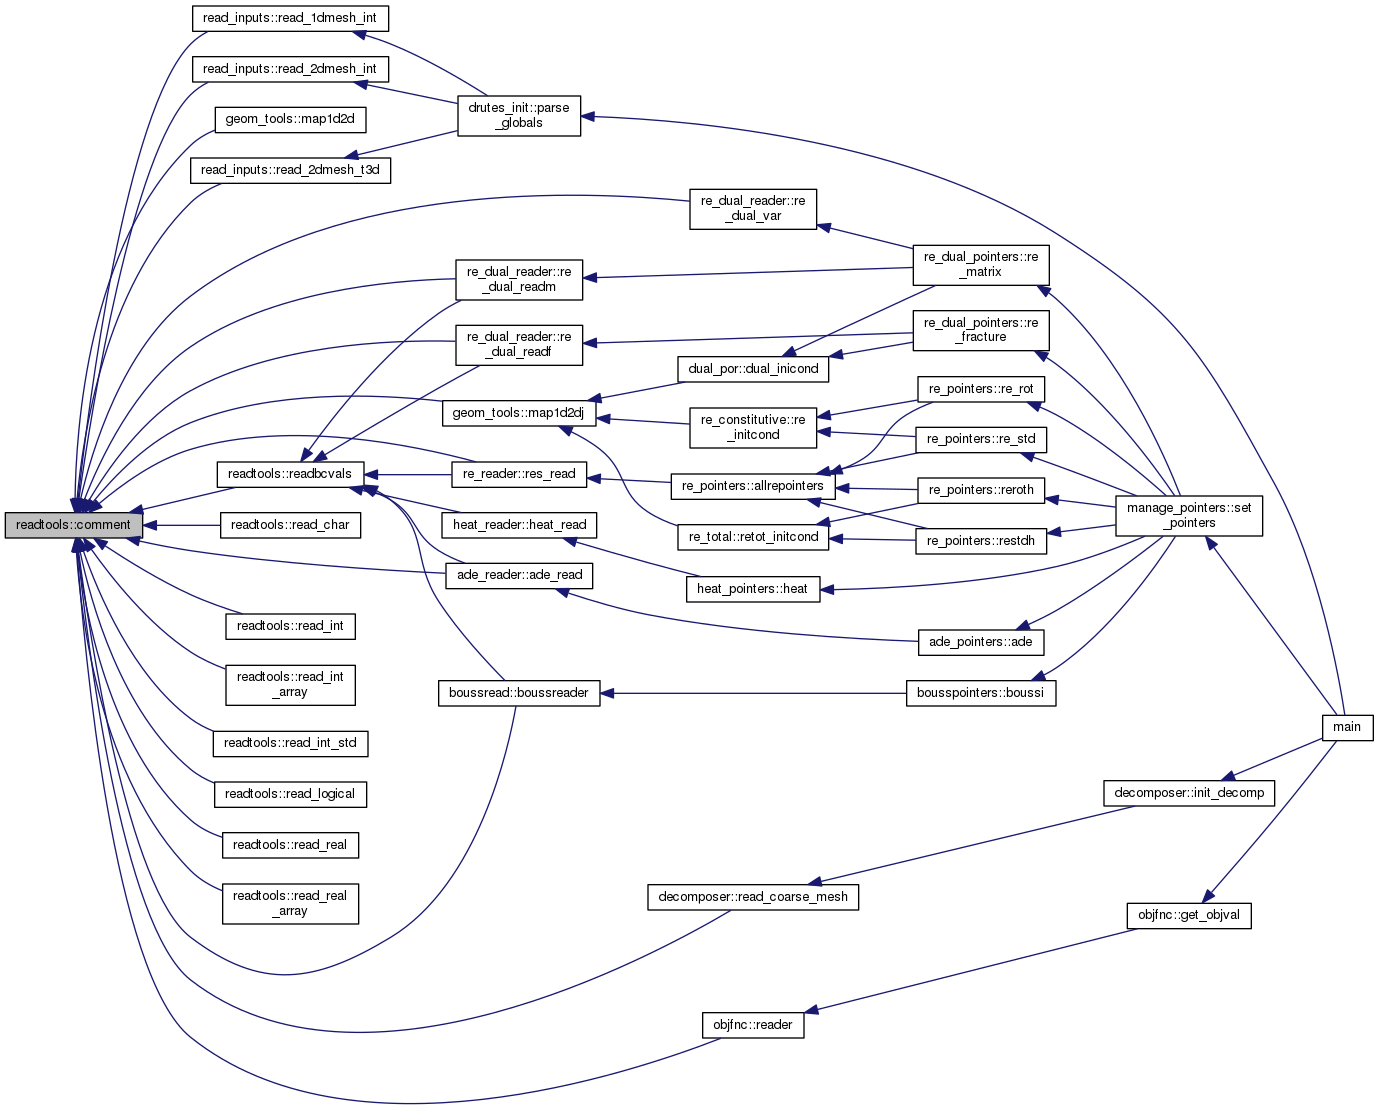 read_inputs::read_1dmesh_int
read_inputs::read_2dmesh_int
drutes_init::parse
_globals
geom_tools::map1d2d
read_inputs::read_2dmesh_t3d
re_dual_reader::re
_dual_var
re_dual_pointers::re
_matrix
re_dual_reader::re
_dual_readm
re_dual_reader::re
_dual_readf
re_dual_pointers::re
_fracture
dual_por::dual_inicond
re_pointers::re_rot
geom_tools::map1d2dj
re_constitutive::re
_initcond
re_pointers::re_std
readtools::readbcvals
re_reader::res_read
re_pointers::allrepointers
re_pointers::reroth
manage_pointers::set
_pointers
readtools::comment
readtools::read_char
heat_reader::heat_read
re_total::retot_initcond
re_pointers::restdh
ade_reader::ade_read
heat_pointers::heat
readtools::read_int
ade_pointers::ade
readtools::read_int
_array
boussread::boussreader
bousspointers::boussi
readtools::read_int_std
main
readtools::read_logical
decomposer::init_decomp
readtools::read_real
readtools::read_real
_array
decomposer::read_coarse_mesh
objfnc::get_objval
objfnc::reader